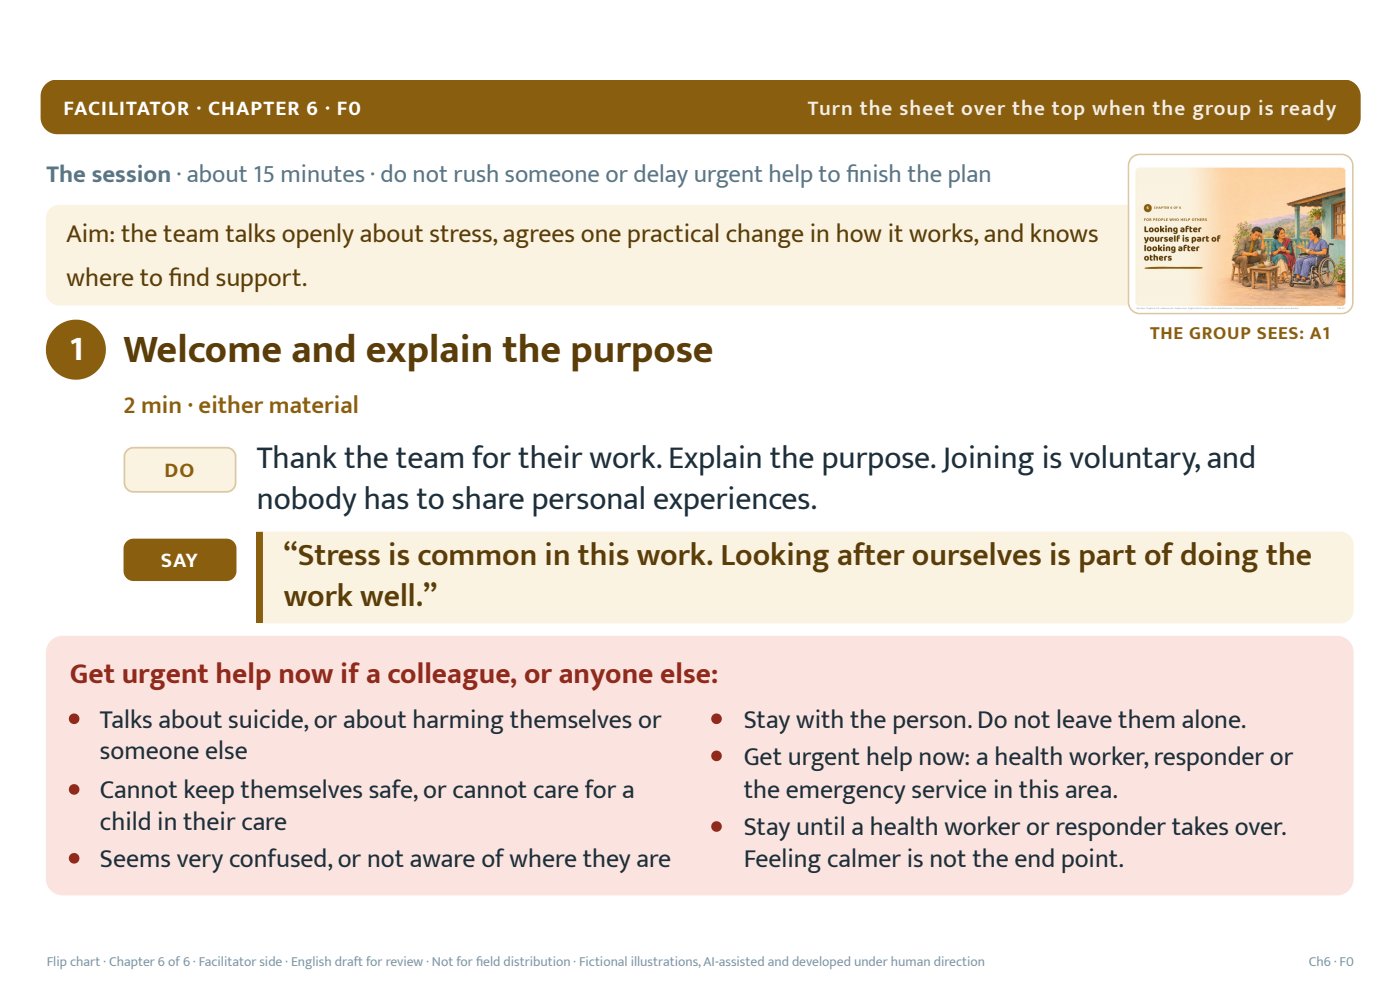 FACILITATOR · CHAPTER 6 · F0
Turn the sheet over the top when the group is ready
The session · about 15 minutes · do not rush someone or delay urgent help to finish the plan
Aim: the team talks openly about stress, agrees one practical change in how it works, and knows
where to find support.
CHAPTER 6 OF 6
FOR PEOPLE WHO HELP OTHERS
Looking after
yourself is part of
looking after
others
THE GROUP SEES: A1
1 Welcome and explain the purpose
2 min · either material
DO
Thank the team for their work. Explain the purpose. Joining is voluntary, and
nobody has to share personal experiences.
SAY
“Stress is common in this work. Looking after ourselves is part of doing the
work well.”
Get urgent help now if a colleague, or anyone else:
Talks about suicide, or about harming themselves or
someone else
Cannot keep themselves safe, or cannot care for a
child in their care
Seems very confused, or not aware of where they are
Stay with the person. Do not leave them alone.
Get urgent help now: a health worker, responder or
the emergency service in this area.
Stay until a health worker or responder takes over.
Feeling calmer is not the end point.
Flip chart · Chapter 6 of 6 · Facilitator side · English draft for review · Not for field distribution · Fictional illustrations, AI-assisted and developed under human direction
Ch6 · F0